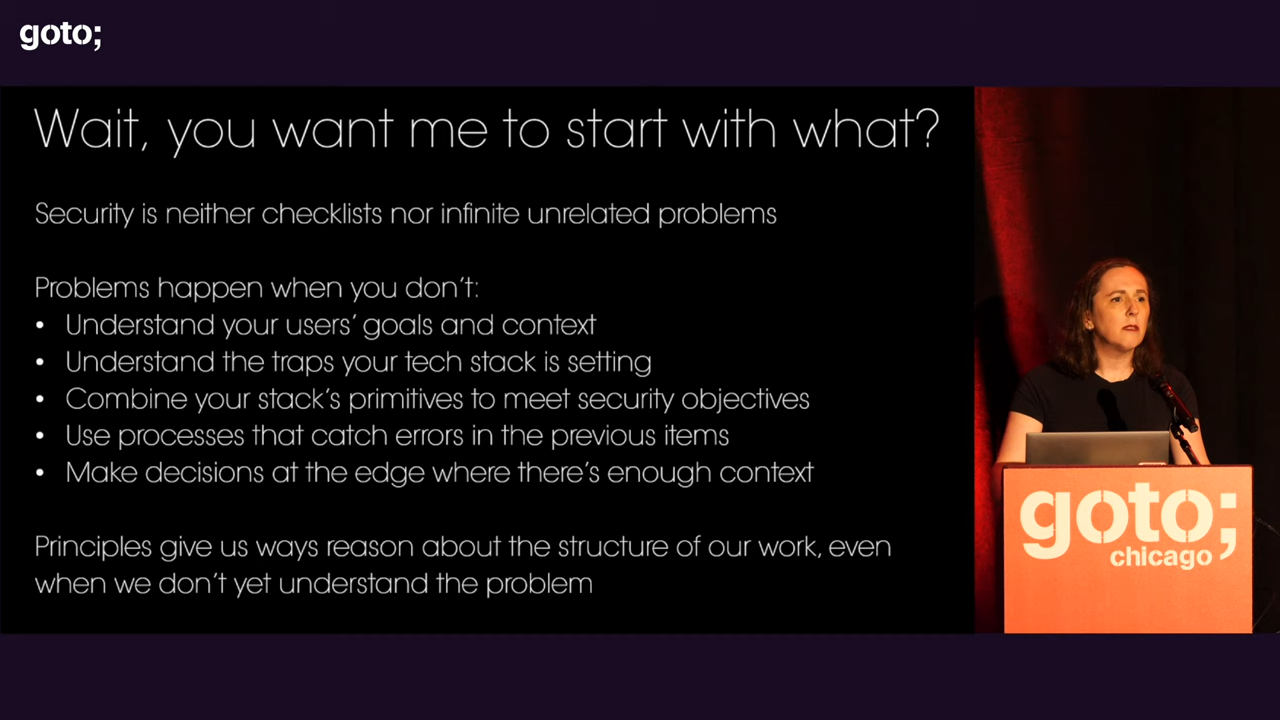 goto;
Wait, you want me to start with what?
Security is neither checklists nor infinite unrelated problems
Problems happen when you don't:
• Understand your users' goals and context
• Understand the traps your tech stack is setting
• Combine your stack's primitives to meet security objectives
• Use processes that catch errors in the previous items
• Make decisions at the edge where there's enough context
Principles give us ways reason about the structure of our work, even
when we don't yet understand the problem
goto;
chicago